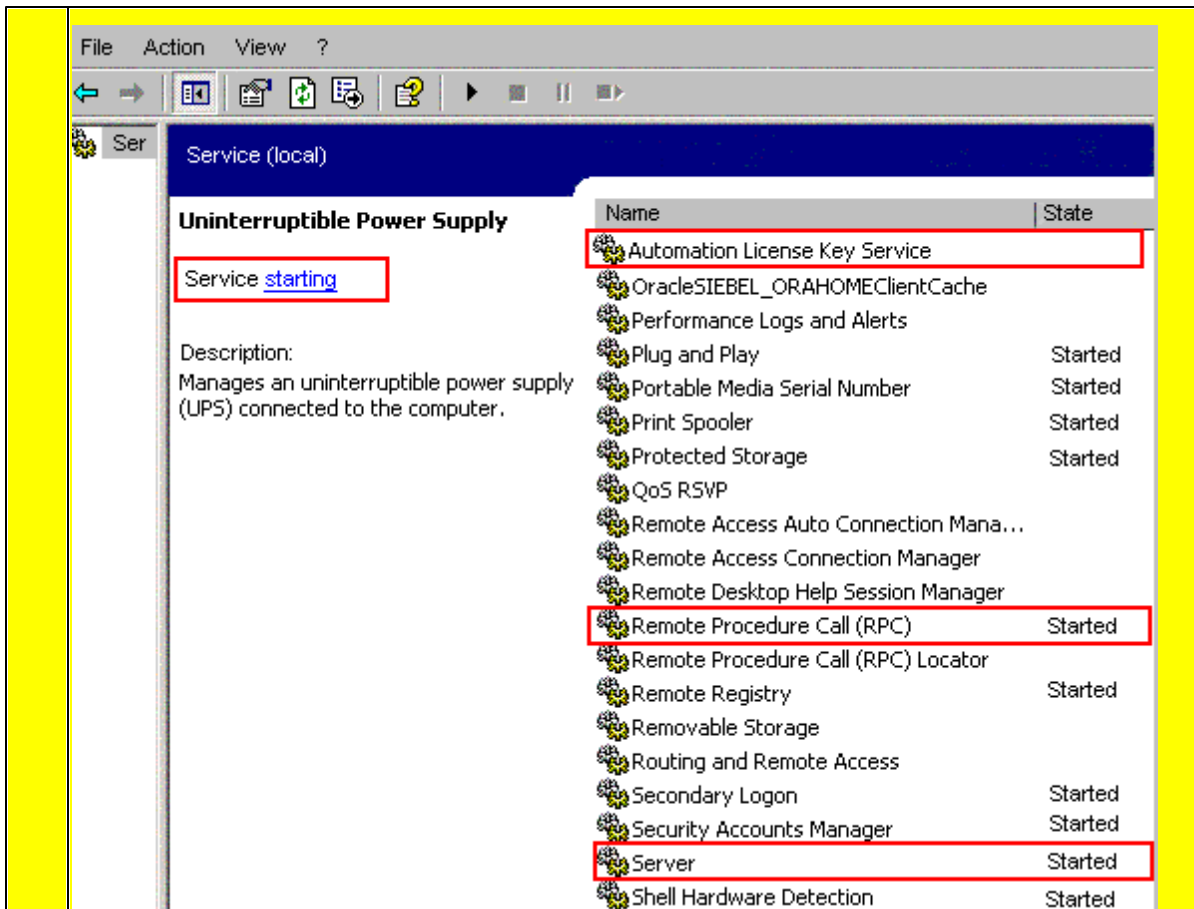 File Action View ?
Ser
Service (local)
Uninterruptible Power Supply
Service starting
Description:
Manages an uninterruptible power supply
(UPS) connected to the computer.
Name State
Automation License Key Service
OracleSIEBEL_ORAHOMEClientCache
Performance Logs and Alerts
Plug and Play Started
Portable Media Serial Number Started
Print Spooler Started
Protected Storage Started
QoS RSVP
Remote Access Auto Connection Mana...
Remote Access Connection Manager
Remote Desktop Help Session Manager
Remote Procedure Call (RPC) Started
Remote Procedure Call (RPC) Locator
Remote Registry Started
Removable Storage
Routing and Remote Access
Secondary Logon Started
Security Accounts Manager Started
Server Started
Shell Hardware Detection Started